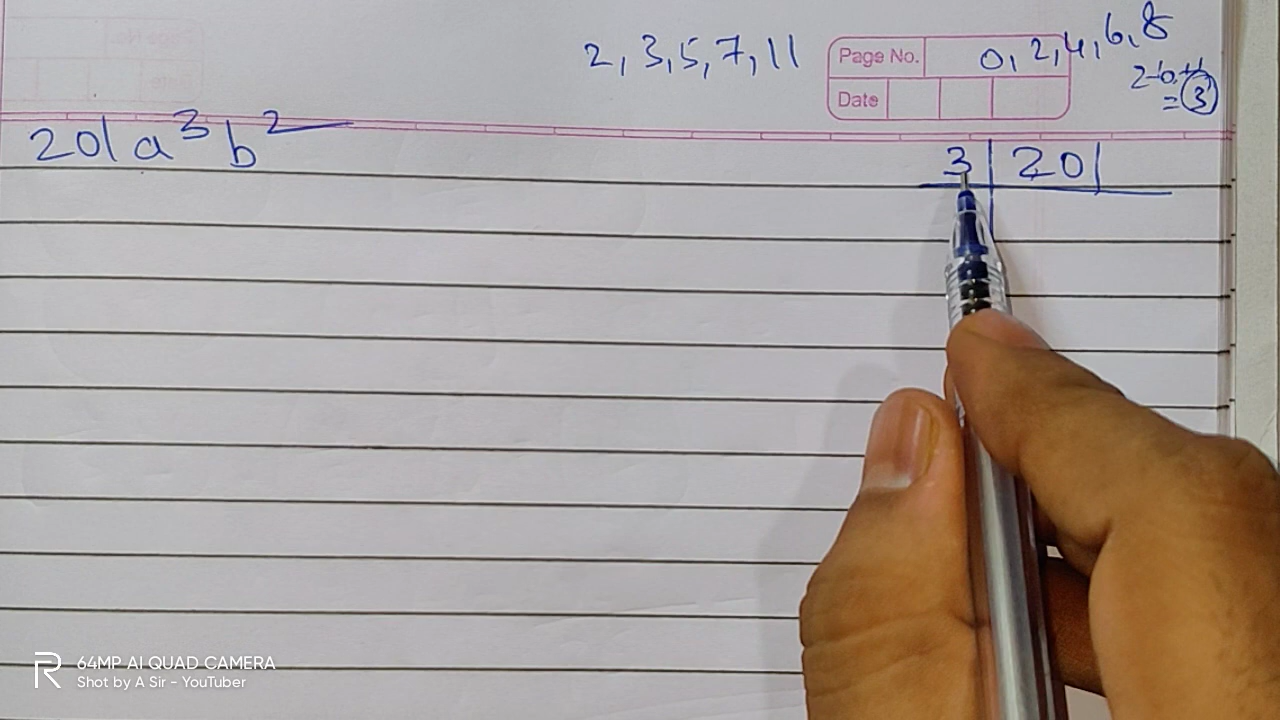 2, 3, 5, 7, 11
0, 2, 4, 6, 8
Page No.
2+0+1
= 3
Date
201 a³ b²
3 | 201
64MP AI QUAD CAMERA
Shot by A Sir - YouTuber